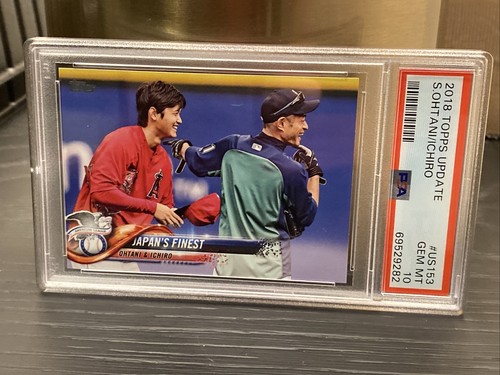 JAPAN'S FINEST
OHTANI & ICHIRO
2018 TOPPS UPDATE
S.OHTANI/ICHIRO
PSA
#US153
GEM MT
10
69529282